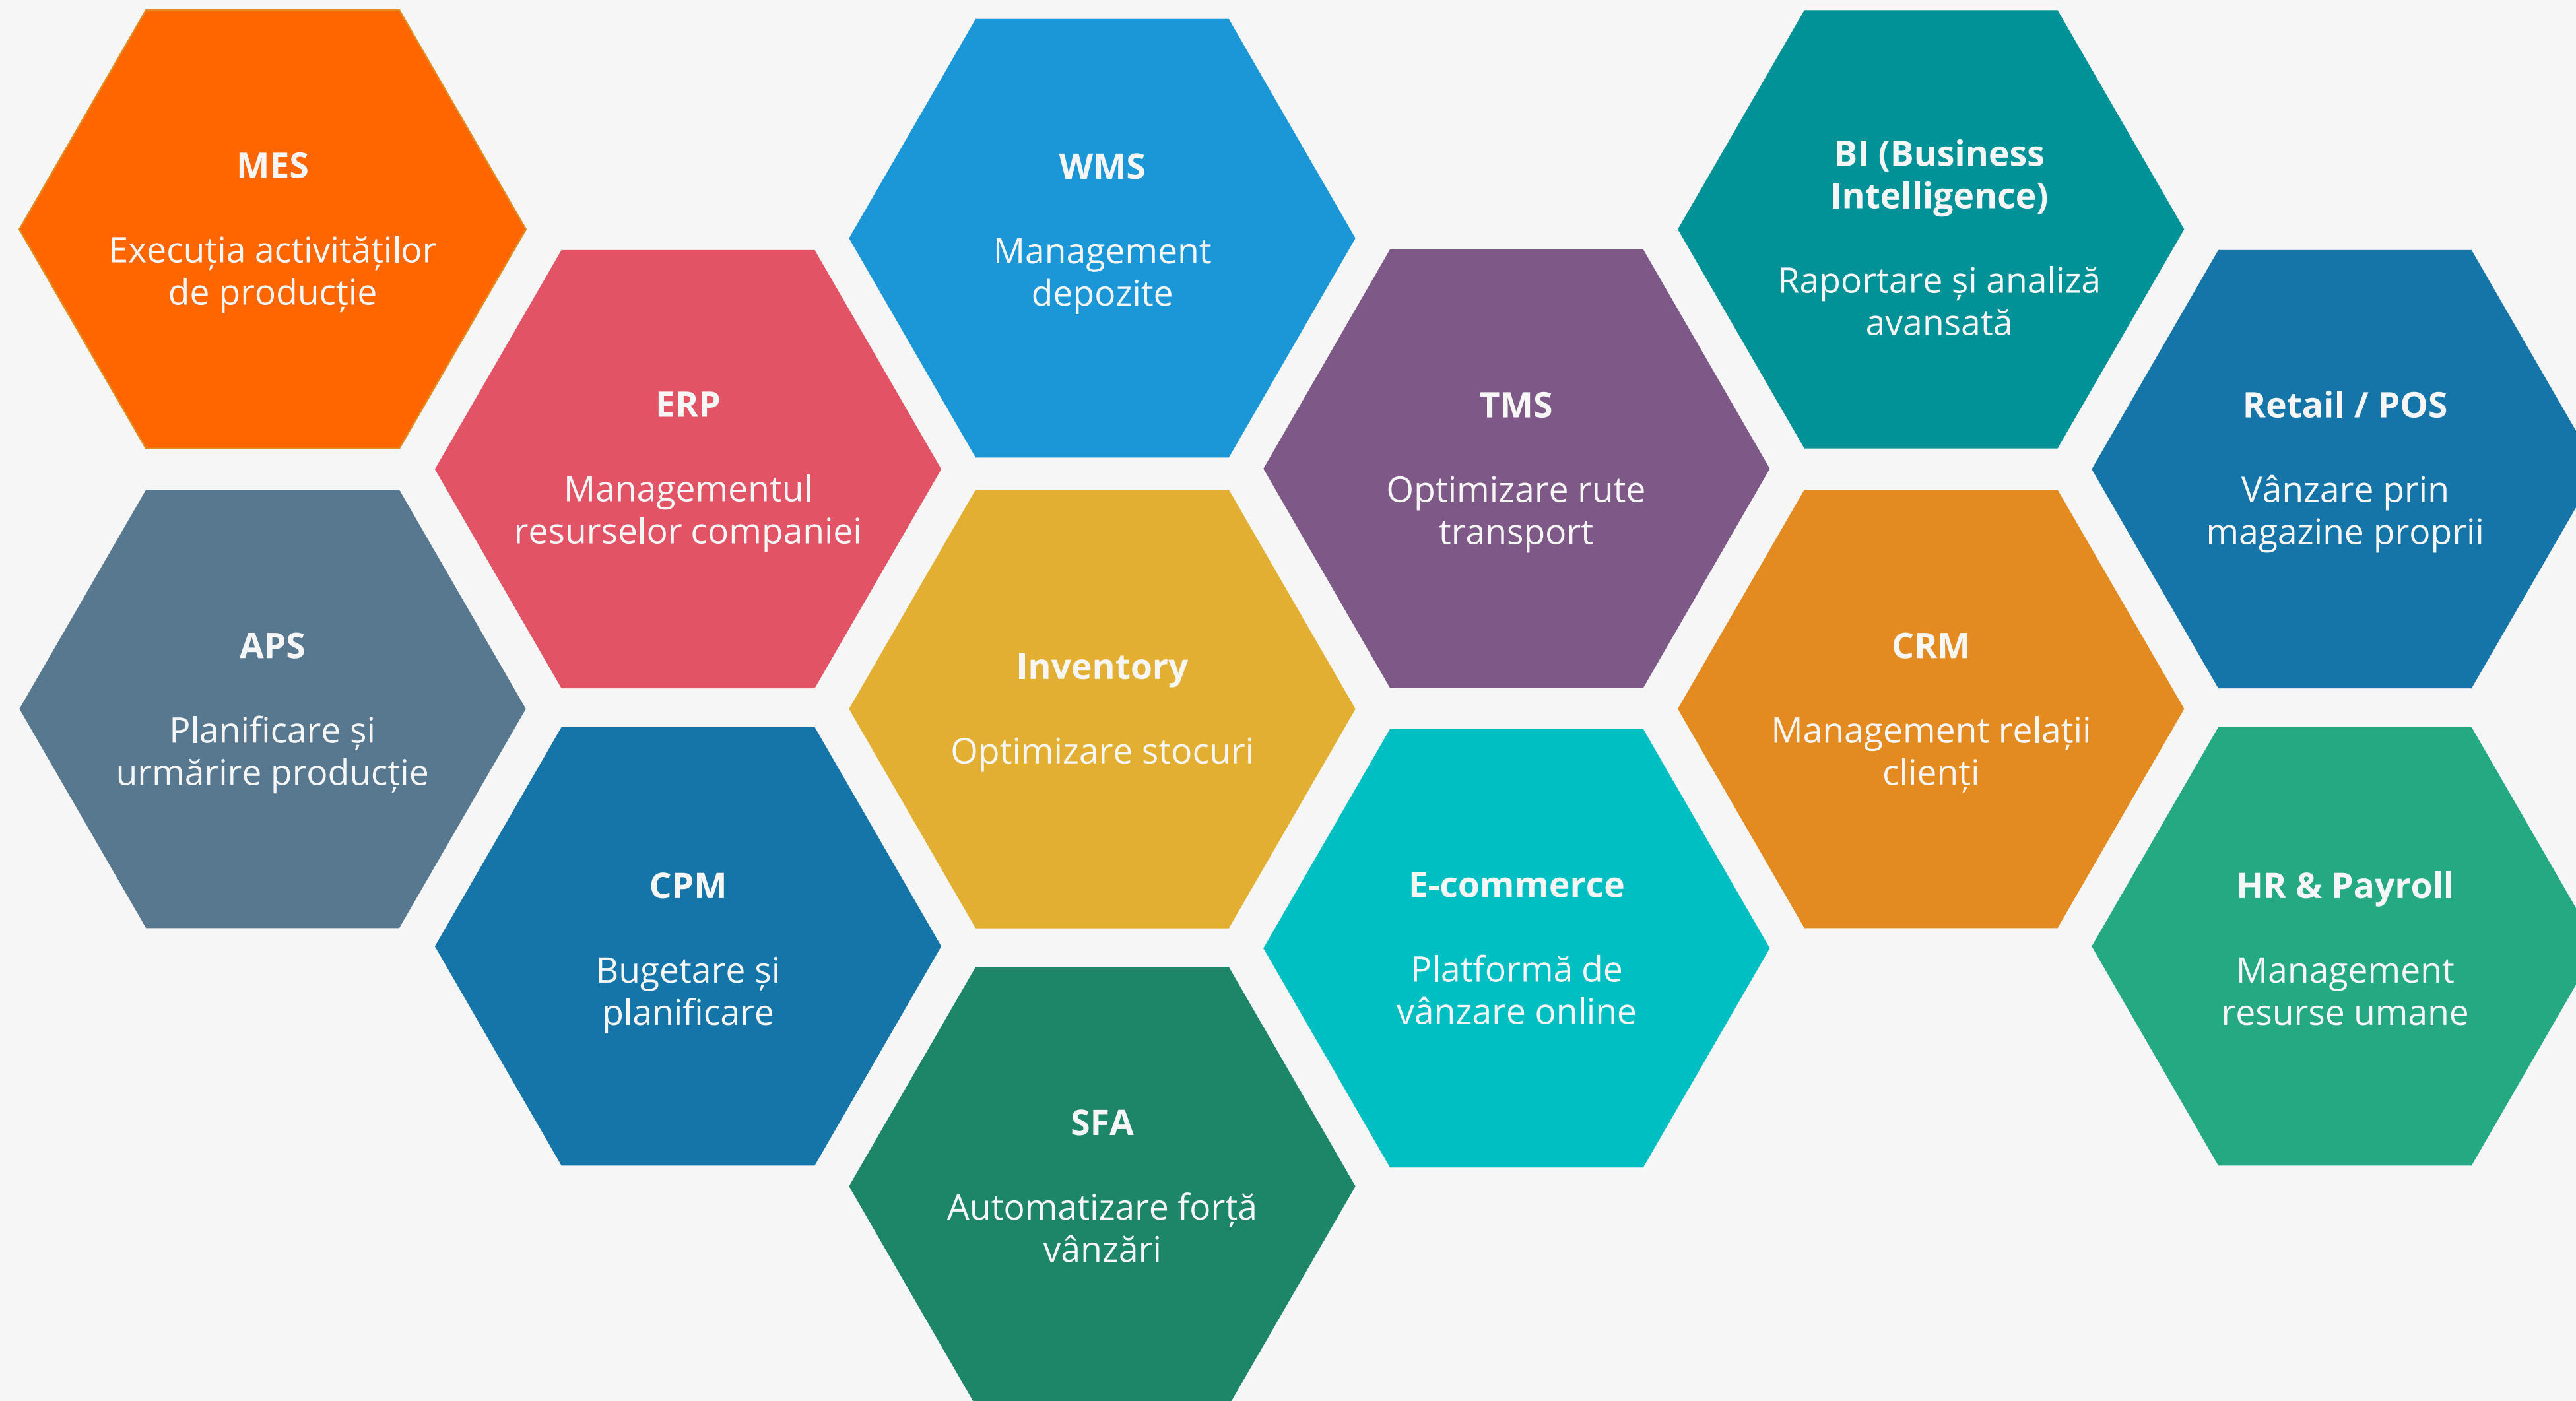 MES
Execuția activităților
de producție
WMS
Management
depozite
BI (Business
Intelligence)
Raportare și analiză
avansată
ERP
Managementul
resurselor companiei
TMS
Optimizare rute
transport
Retail / POS
Vânzare prin
magazine proprii
APS
Planificare și
urmărire producție
Inventory
Optimizare stocuri
CRM
Management relații
clienți
CPM
Bugetare și
planificare
E-commerce
Platformă de
vânzare online
HR & Payroll
Management
resurse umane
SFA
Automatizare forță
vânzări